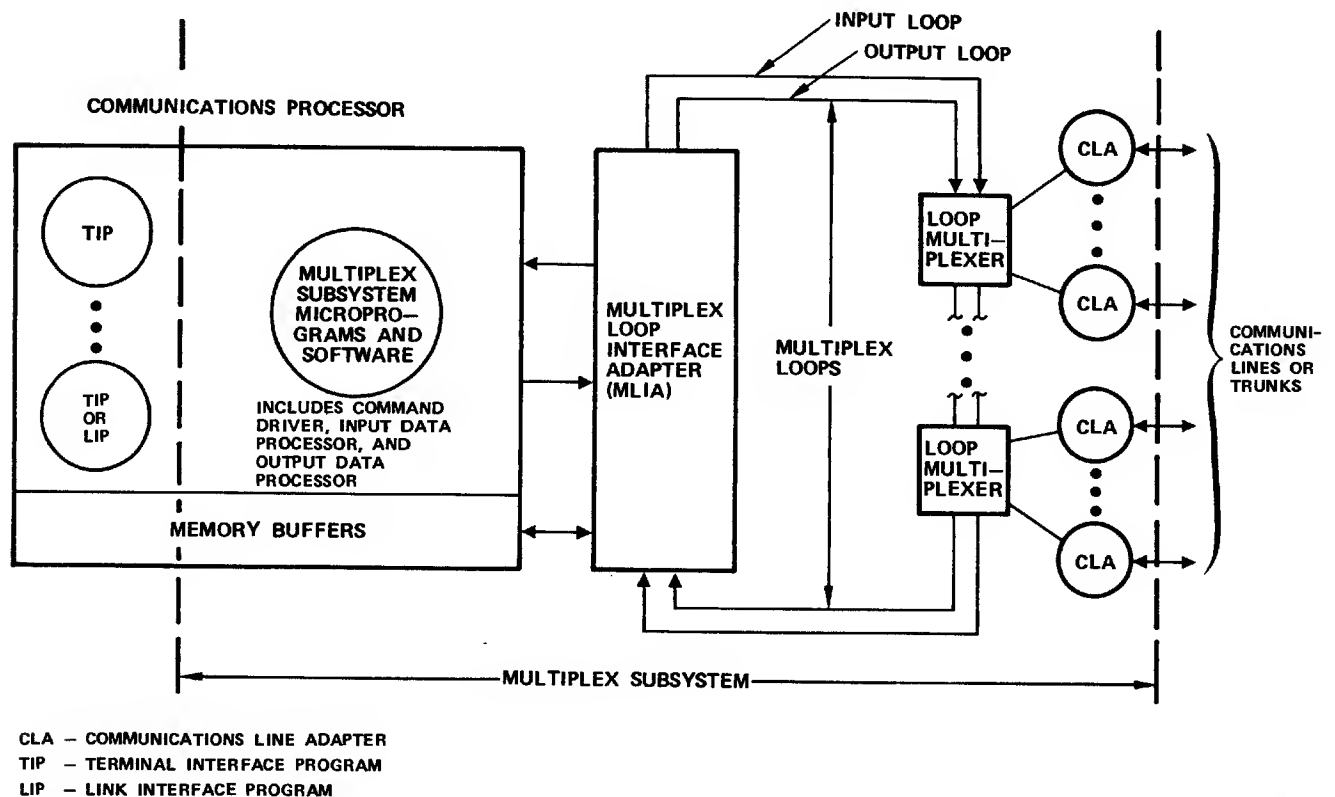 INPUT LOOP
OUTPUT LOOP
COMMUNICATIONS PROCESSOR
TIP
TIP
OR
LIP
MULTIPLEX
SUBSYSTEM
MICROPRO-
GRAMS AND
SOFTWARE
INCLUDES COMMAND
DRIVER, INPUT DATA
PROCESSOR, AND
OUTPUT DATA
PROCESSOR
MEMORY BUFFERS
MULTIPLEX
LOOP
INTERFACE
ADAPTER
(MLIA)
MULTIPLEX
LOOPS
LOOP
MULTI-
PLEXER
LOOP
MULTI-
PLEXER
CLA
CLA
CLA
CLA
COMMUNI-
CATIONS
LINES OR
TRUNKS
MULTIPLEX SUBSYSTEM
CLA – COMMUNICATIONS LINE ADAPTER
TIP – TERMINAL INTERFACE PROGRAM
LIP – LINK INTERFACE PROGRAM